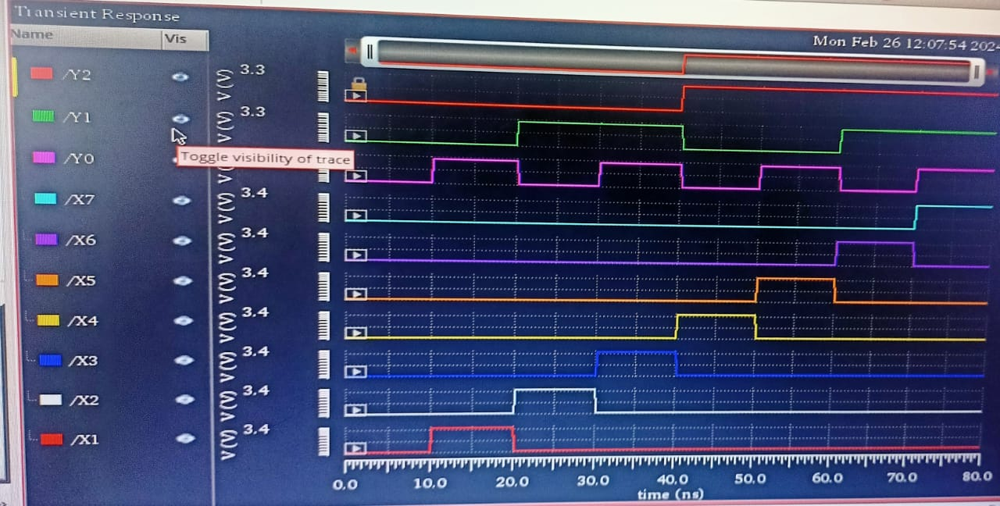 Transient Response
Name Vis
Mon Feb 26 12:07:54 2024
/Y2 V (V) 3.3
/Y1 V (V) 3.3
/Y0 V (V)
Toggle visibility of trace
/X7 V (V) 3.4
/X6 V (V) 3.4
/X5 V (V) 3.4
/X4 V (V) 3.4
/X3 V (V) 3.4
/X2 V (V) 3.4
/X1 V (V) 3.4
0.0 10.0 20.0 30.0 40.0 50.0 60.0 70.0 80.0
time (ns)